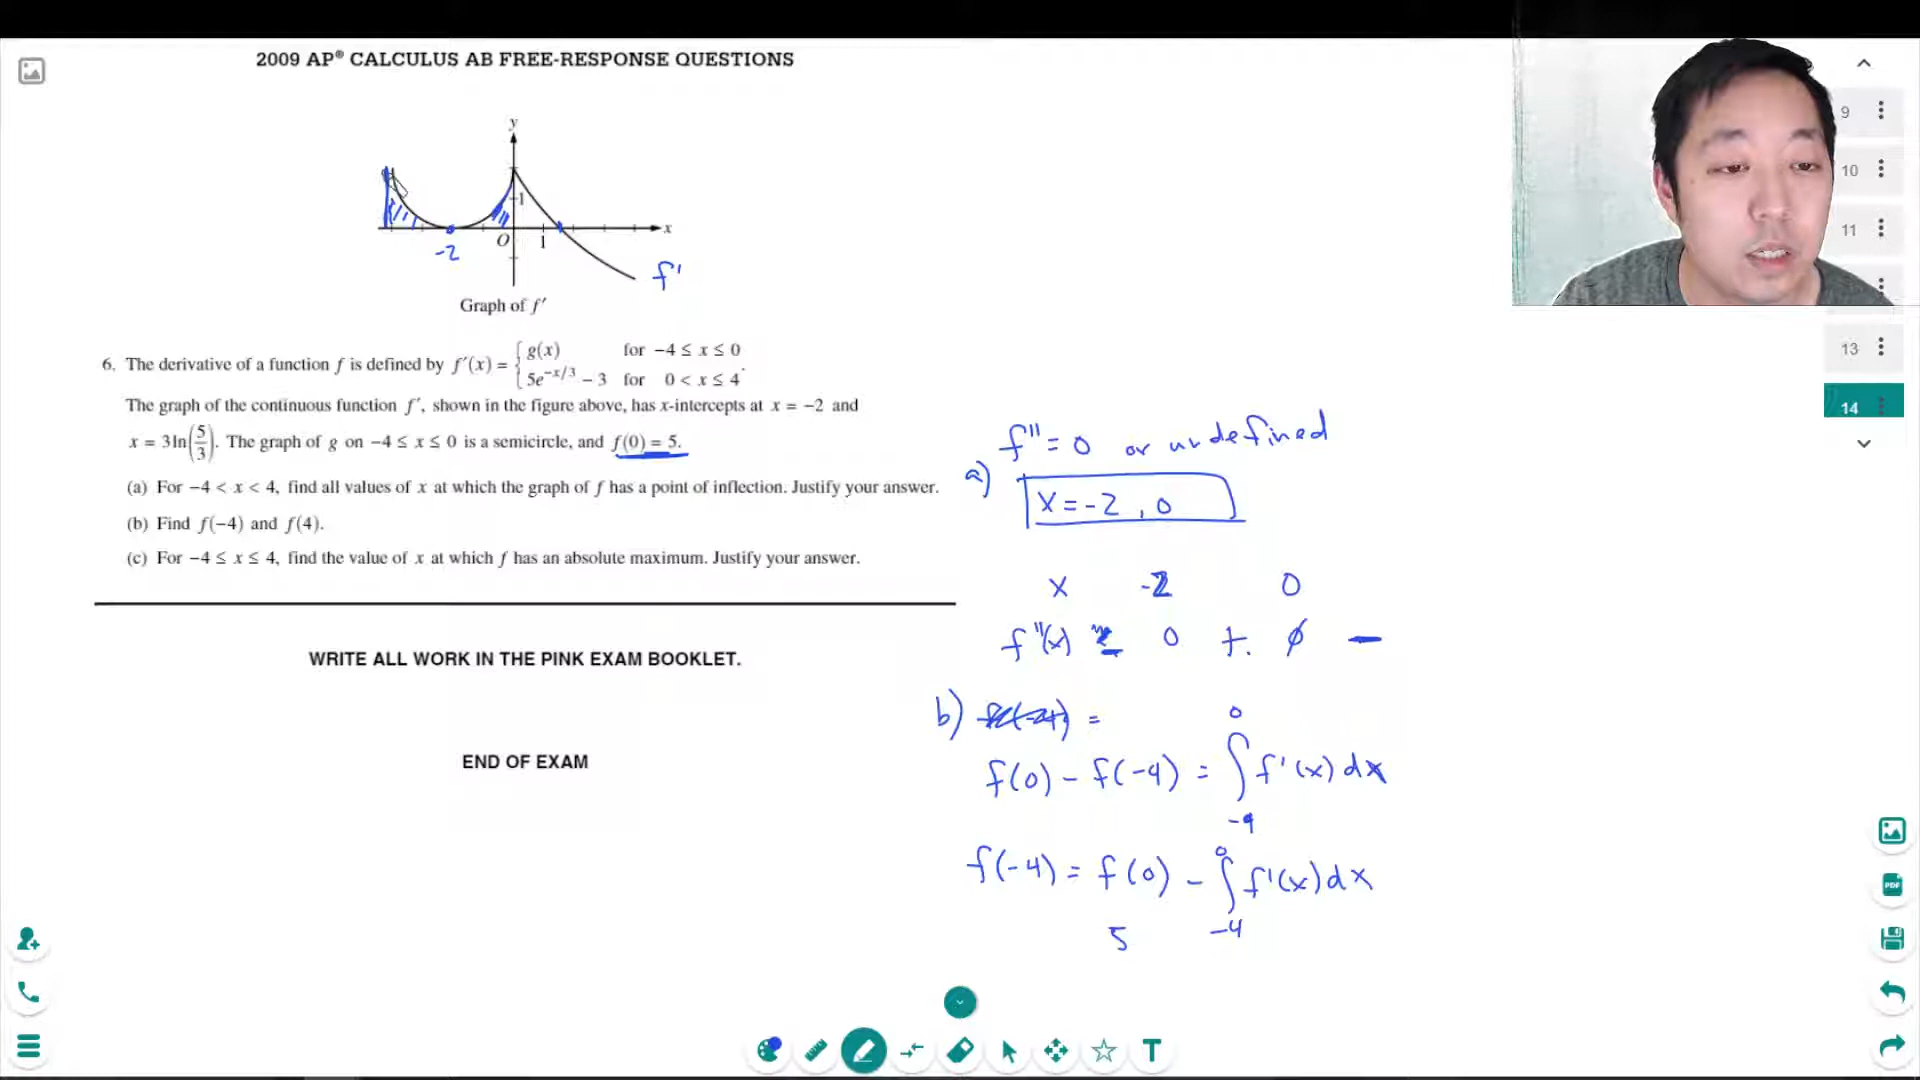 2009 AP® CALCULUS AB FREE-RESPONSE QUESTIONS
y
1
O
1
x
-2
f'
Graph of f′
6. The derivative of a function f is defined by f′(x) = { g(x) for −4 ≤ x ≤ 0
5e^(−x/3) − 3 for 0 < x ≤ 4 .
The graph of the continuous function f′, shown in the figure above, has x-intercepts at x = −2 and
x = 3 ln(5/3). The graph of g on −4 ≤ x ≤ 0 is a semicircle, and f(0) = 5.
(a) For −4 < x < 4, find all values of x at which the graph of f has a point of inflection. Justify your answer.
(b) Find f(−4) and f(4).
(c) For −4 ≤ x ≤ 4, find the value of x at which f has an absolute maximum. Justify your answer.
WRITE ALL WORK IN THE PINK EXAM BOOKLET.
END OF EXAM
f'' = 0 or undefined
a)
x = -2 , 0
x -2 0
f''(x) - 0 + -
b) =
f(0) - f(-4) = ∫ 0 -4 f'(x) dx
f(-4) = f(0) - ∫ 0 -4 f'(x) dx
5
9
10
11
13
14
PDF
T